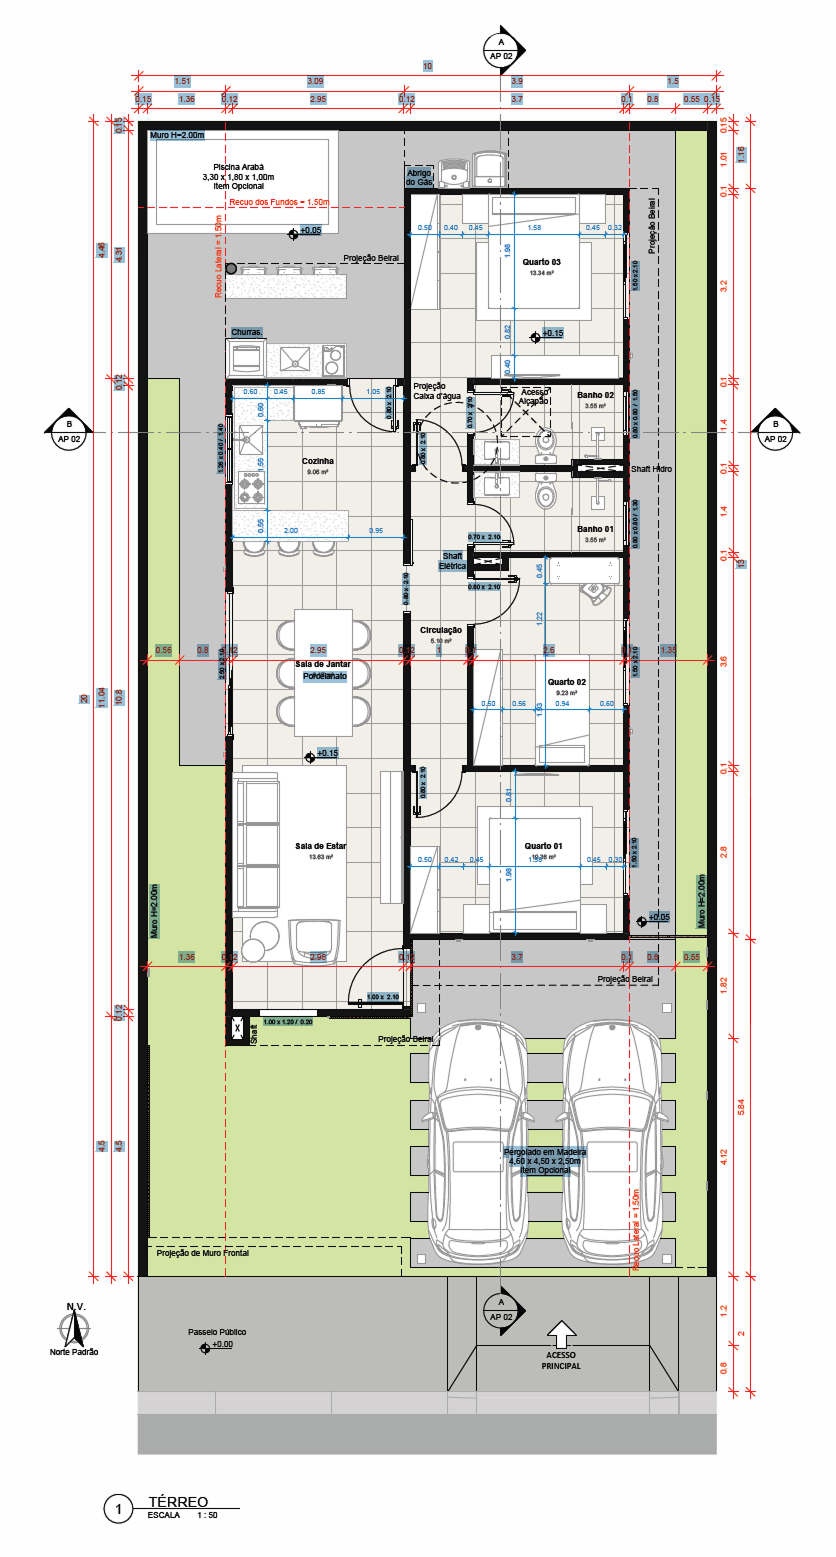 A
AP 02
10
1.51
3.09
3.9
1.5
0.15
1.36
0.12
2.95
0.12
3.7
0.1
0.8
0.55
0.15
Muro H=2.00m
Piscina Arabá
3,30 x 1,80 x 1,00m
Item Opcional
Recuo dos Fundos = 1.50m
+0.05
Recuo Lateral = 1.50m
Projeção Beiral
Abrigo
do Gás
Projeção Beiral
0.50
0.40
0.45
1.58
0.45
0.32
1.98
Quarto 03
13.34 m²
1.50 x 2.10
0.82
+0.15
0.40
Churras.
0.15
4.46
4.31
0.12
0.15
1.01
1.16
0.1
3.2
0.1
1.4
0.1
1.4
0.1
13
0.60
0.45
0.85
1.05
0.60
0.80 x 2.10
Projeção
Caixa d'água
0.70 x 2.10
Acesso
Alçapão
Banho 02
3.55 m²
0.80 x 0.80 / 1.50
B
AP 02
B
AP 02
1.25 x 0.40 / 1.40
Cozinha
9.06 m²
1.55
0.80 x 2.10
Shaft Hidro
0.55
2.00
0.95
Banho 01
3.55 m²
0.80 x 0.80 / 1.30
0.70 x 2.10
Shaft
Elétrica
0.60 x 2.10
0.80 x 2.10
0.45
1.22
Circulação
5.10 m²
0.55
0.8
0.12
2.95
0.12
1
0.1
2.6
1.35
3.6
2.50 x 2.10
Sala de Jantar
Porcelanato
Quarto 02
9.23 m²
1.50 x 2.10
0.50
0.56
1.93
0.94
0.60
20
11.04
10.8
+0.15
0.1
0.80 x 2.10
0.81
Sala de Estar
13.63 m²
Quarto 01
0.50
0.42
0.45
0.45
0.30
1.98
1.50 x 2.10
2.8
Muro H=2.00m
Muro H=2.00m
+0.05
0.1
1.36
0.12
2.95
0.12
3.7
0.1
0.8
0.55
Projeção Beiral
1.82
1.00 x 2.10
0.12
Shaft
1.00 x 1.20 / 0.20
Projeção Beiral
4.5
4.5
5.84
4.12
Pergolado em Madeira
4,60 x 4,50 x 2,50m
Item Opcional
Recuo Lateral = 1.50m
Projeção de Muro Frontal
N.V.
Norte Padrão
Passeio Público
+0.00
A
AP 02
ACESSO
PRINCIPAL
1.2
2
0.8
1
TÉRREO
ESCALA 1 : 50